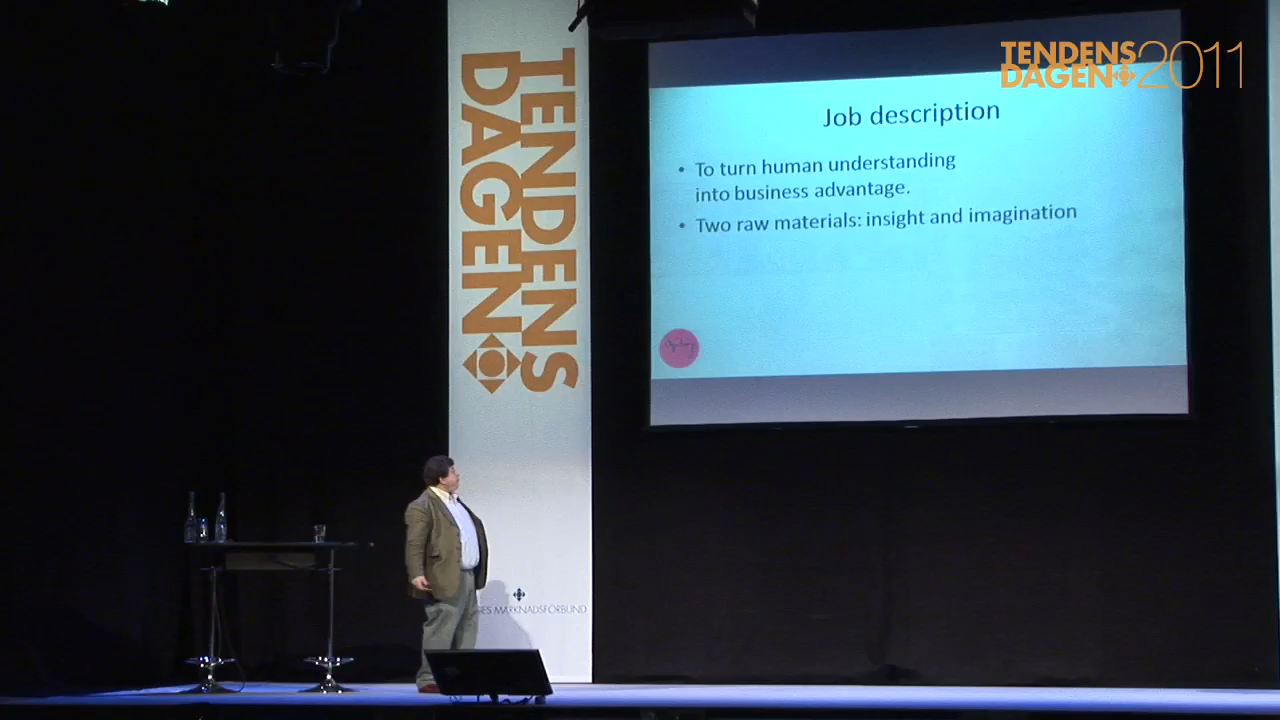 TENDENS
DAGEN 2011
TENDENS
DAGEN
Job description
• To turn human understanding
into business advantage.
• Two raw materials: insight and imagination
MARKNADSFÖRBUND